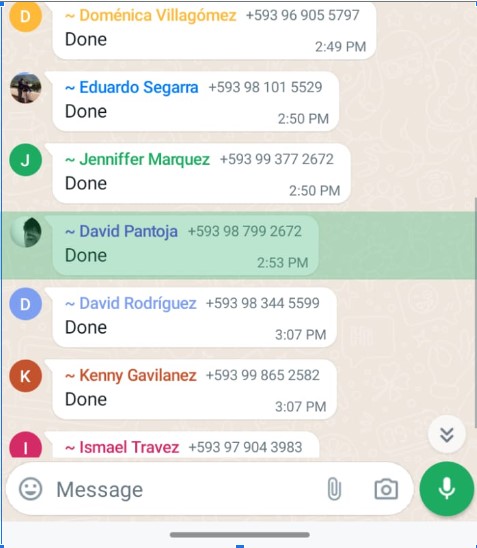 D
~ Doménica Villagómez +593 96 905 5797
Done
2:49 PM
~ Eduardo Segarra +593 98 101 5529
Done
2:50 PM
J
~ Jenniffer Marquez +593 99 377 2672
Done
2:50 PM
~ David Pantoja +593 98 799 2672
Done
2:53 PM
D
~ David Rodríguez +593 98 344 5599
Done
3:07 PM
K
~ Kenny Gavilanez +593 99 865 2582
Done
3:07 PM
I
~ Ismael Travez +593 97 904 3983
Message